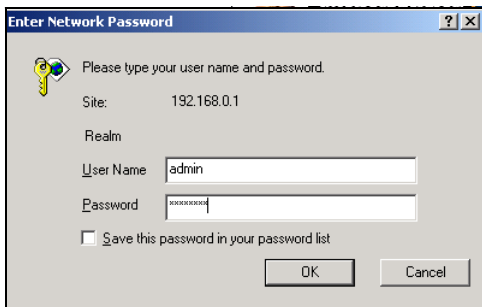 Enter Network Password
Please type your user name and password.
Site: 192.168.0.1
Realm
User Name admin
Password xxxxxxxx
Save this password in your password list
OK Cancel